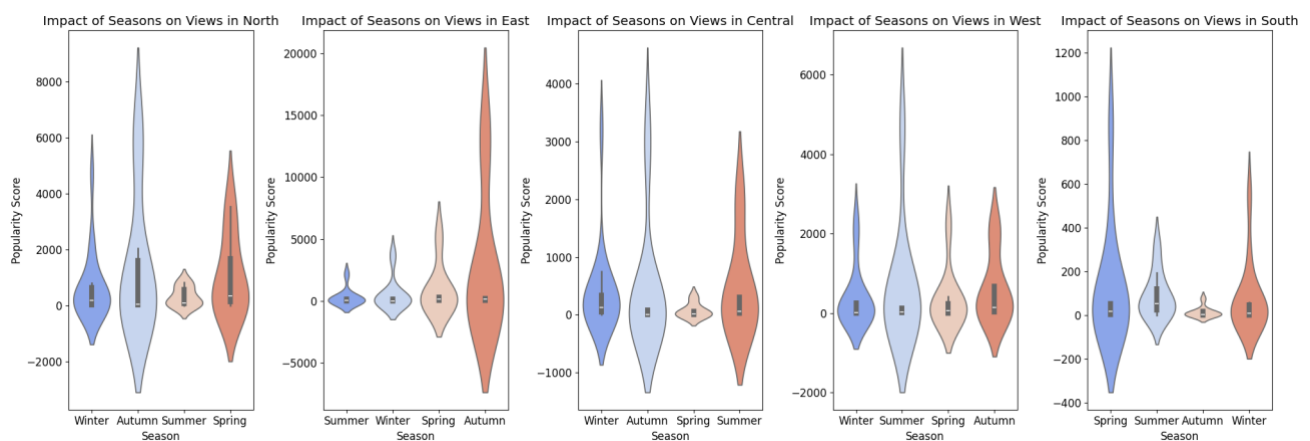 Impact of Seasons on Views in North
8000
6000
4000
2000
0
−2000
Popularity Score
Winter Autumn Summer Spring
Season
Impact of Seasons on Views in East
20000
15000
10000
5000
0
−5000
Popularity Score
Summer Winter Spring Autumn
Season
Impact of Seasons on Views in Central
4000
3000
2000
1000
0
−1000
Popularity Score
Winter Autumn Spring Summer
Season
Impact of Seasons on Views in West
6000
4000
2000
0
−2000
Popularity Score
Winter Summer Spring Autumn
Season
Impact of Seasons on Views in South
1200
1000
800
600
400
200
0
−200
−400
Popularity Score
Spring Summer Autumn Winter
Season